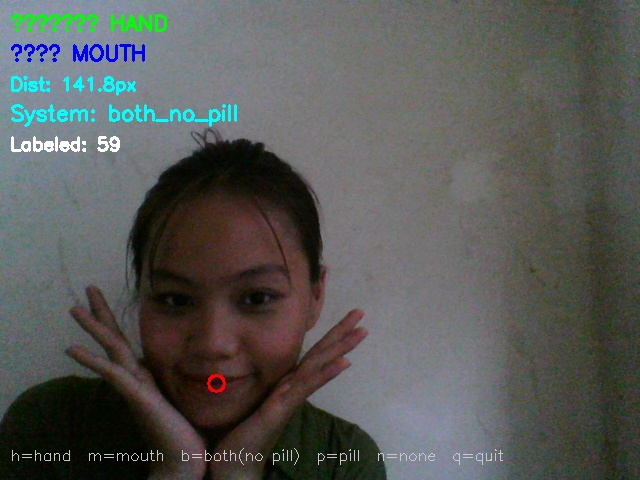 ??????? HAND
???? MOUTH
Dist: 141.8px
System: both_no_pill
Labeled: 59
h=hand m=mouth b=both(no pill) p=pill n=none q=quit